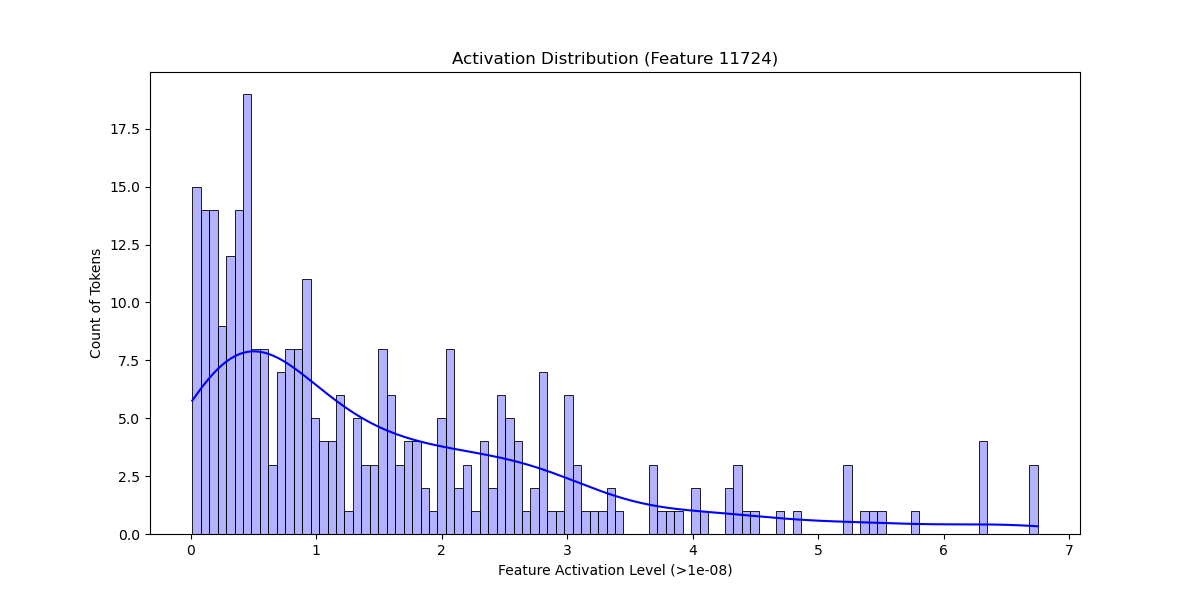 Activation Distribution (Feature 11724)
17.5
15.0
12.5
10.0
7.5
5.0
2.5
0.0
Count of Tokens
0 1 2 3 4 5 6 7
Feature Activation Level (>1e-08)